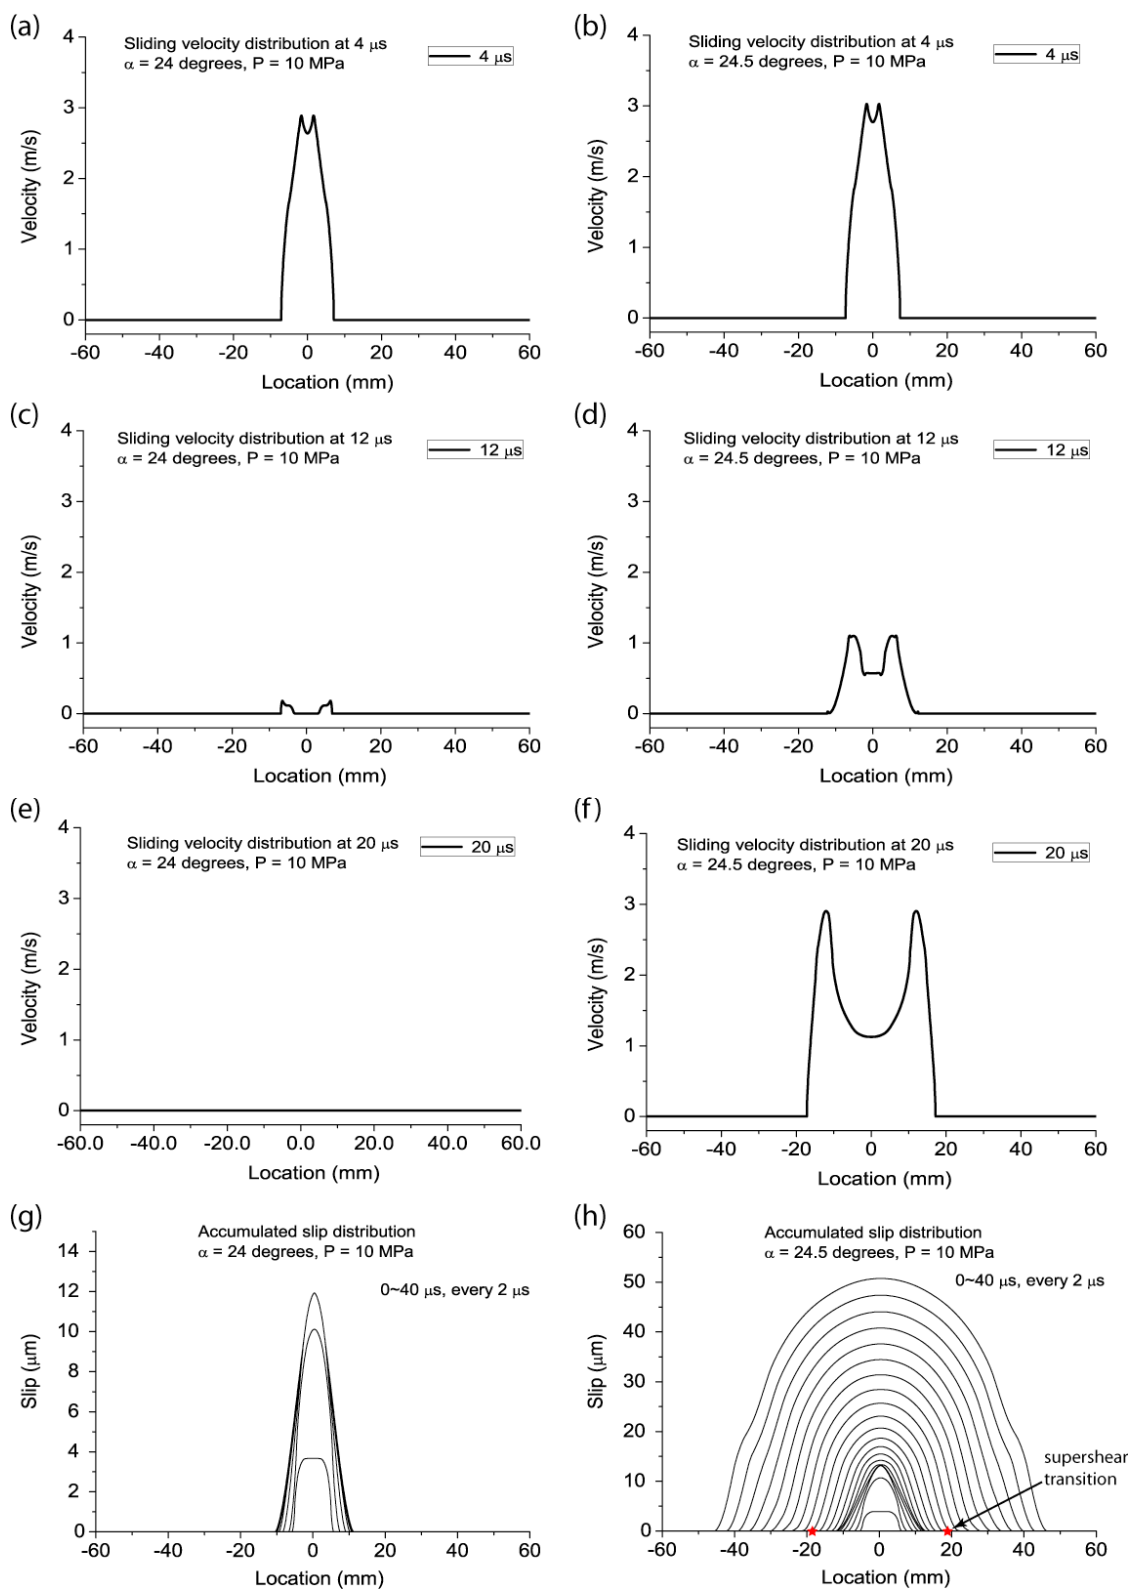 (a)
Sliding velocity distribution at 4 μs
α = 24 degrees, P = 10 MPa
4 μs
Velocity (m/s)
4
3
2
1
0
-60 -40 -20 0 20 40 60
Location (mm)
(b)
Sliding velocity distribution at 4 μs
α = 24.5 degrees, P = 10 MPa
4 μs
Velocity (m/s)
4
3
2
1
0
-60 -40 -20 0 20 40 60
Location (mm)
(c)
Sliding velocity distribution at 12 μs
α = 24 degrees, P = 10 MPa
12 μs
Velocity (m/s)
4
3
2
1
0
-60 -40 -20 0 20 40 60
Location (mm)
(d)
Sliding velocity distribution at 12 μs
α = 24.5 degrees, P = 10 MPa
12 μs
Velocity (m/s)
4
3
2
1
0
-60 -40 -20 0 20 40 60
Location (mm)
(e)
Sliding velocity distribution at 20 μs
α = 24 degrees, P = 10 MPa
20 μs
Velocity (m/s)
4
3
2
1
0
-60.0 -40.0 -20.0 0.0 20.0 40.0 60.0
Location (mm)
(f)
Sliding velocity distribution at 20 μs
α = 24.5 degrees, P = 10 MPa
20 μs
Velocity (m/s)
4
3
2
1
0
-60 -40 -20 0 20 40 60
Location (mm)
(g)
Accumulated slip distribution
α = 24 degrees, P = 10 MPa
0~40 μs, every 2 μs
Slip (μm)
14
12
10
8
6
4
2
0
-60 -40 -20 0 20 40 60
Location (mm)
(h)
Accumulated slip distribution
α = 24.5 degrees, P = 10 MPa
0~40 μs, every 2 μs
Slip (μm)
60
50
40
30
20
10
0
supershear
transition
-60 -40 -20 0 20 40 60
Location (mm)